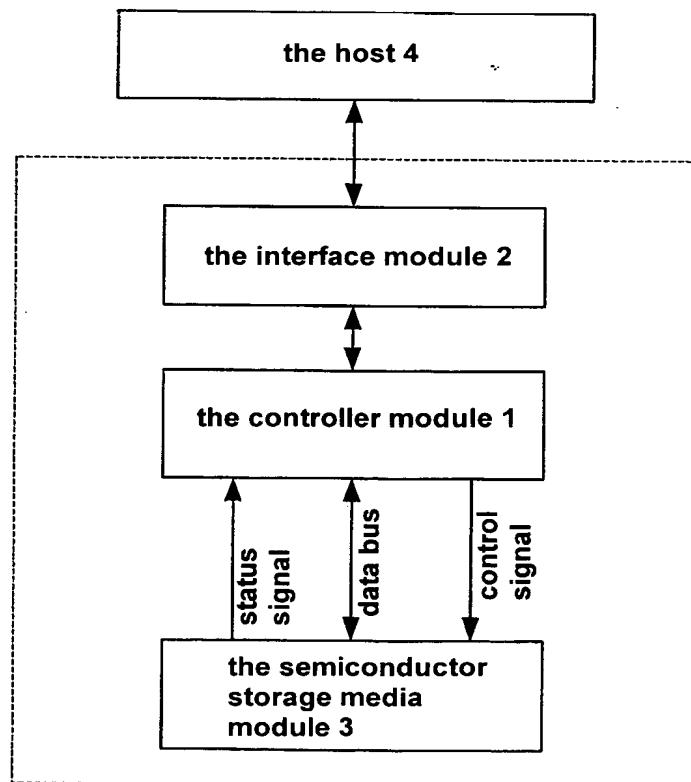 the host 4
the interface module 2
the controller module 1
status
signal
data bus
control
signal
the semiconductor
storage media
module 3